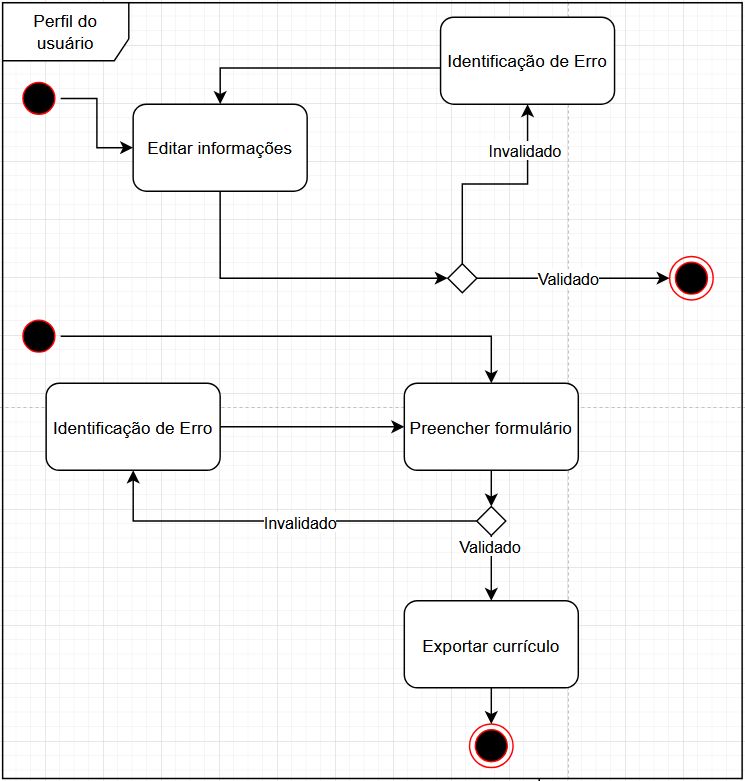 Perfil do
usuário
Identificação de Erro
Editar informações
Invalidado
Validado
Identificação de Erro
Preencher formulário
Invalidado
Validado
Exportar currículo